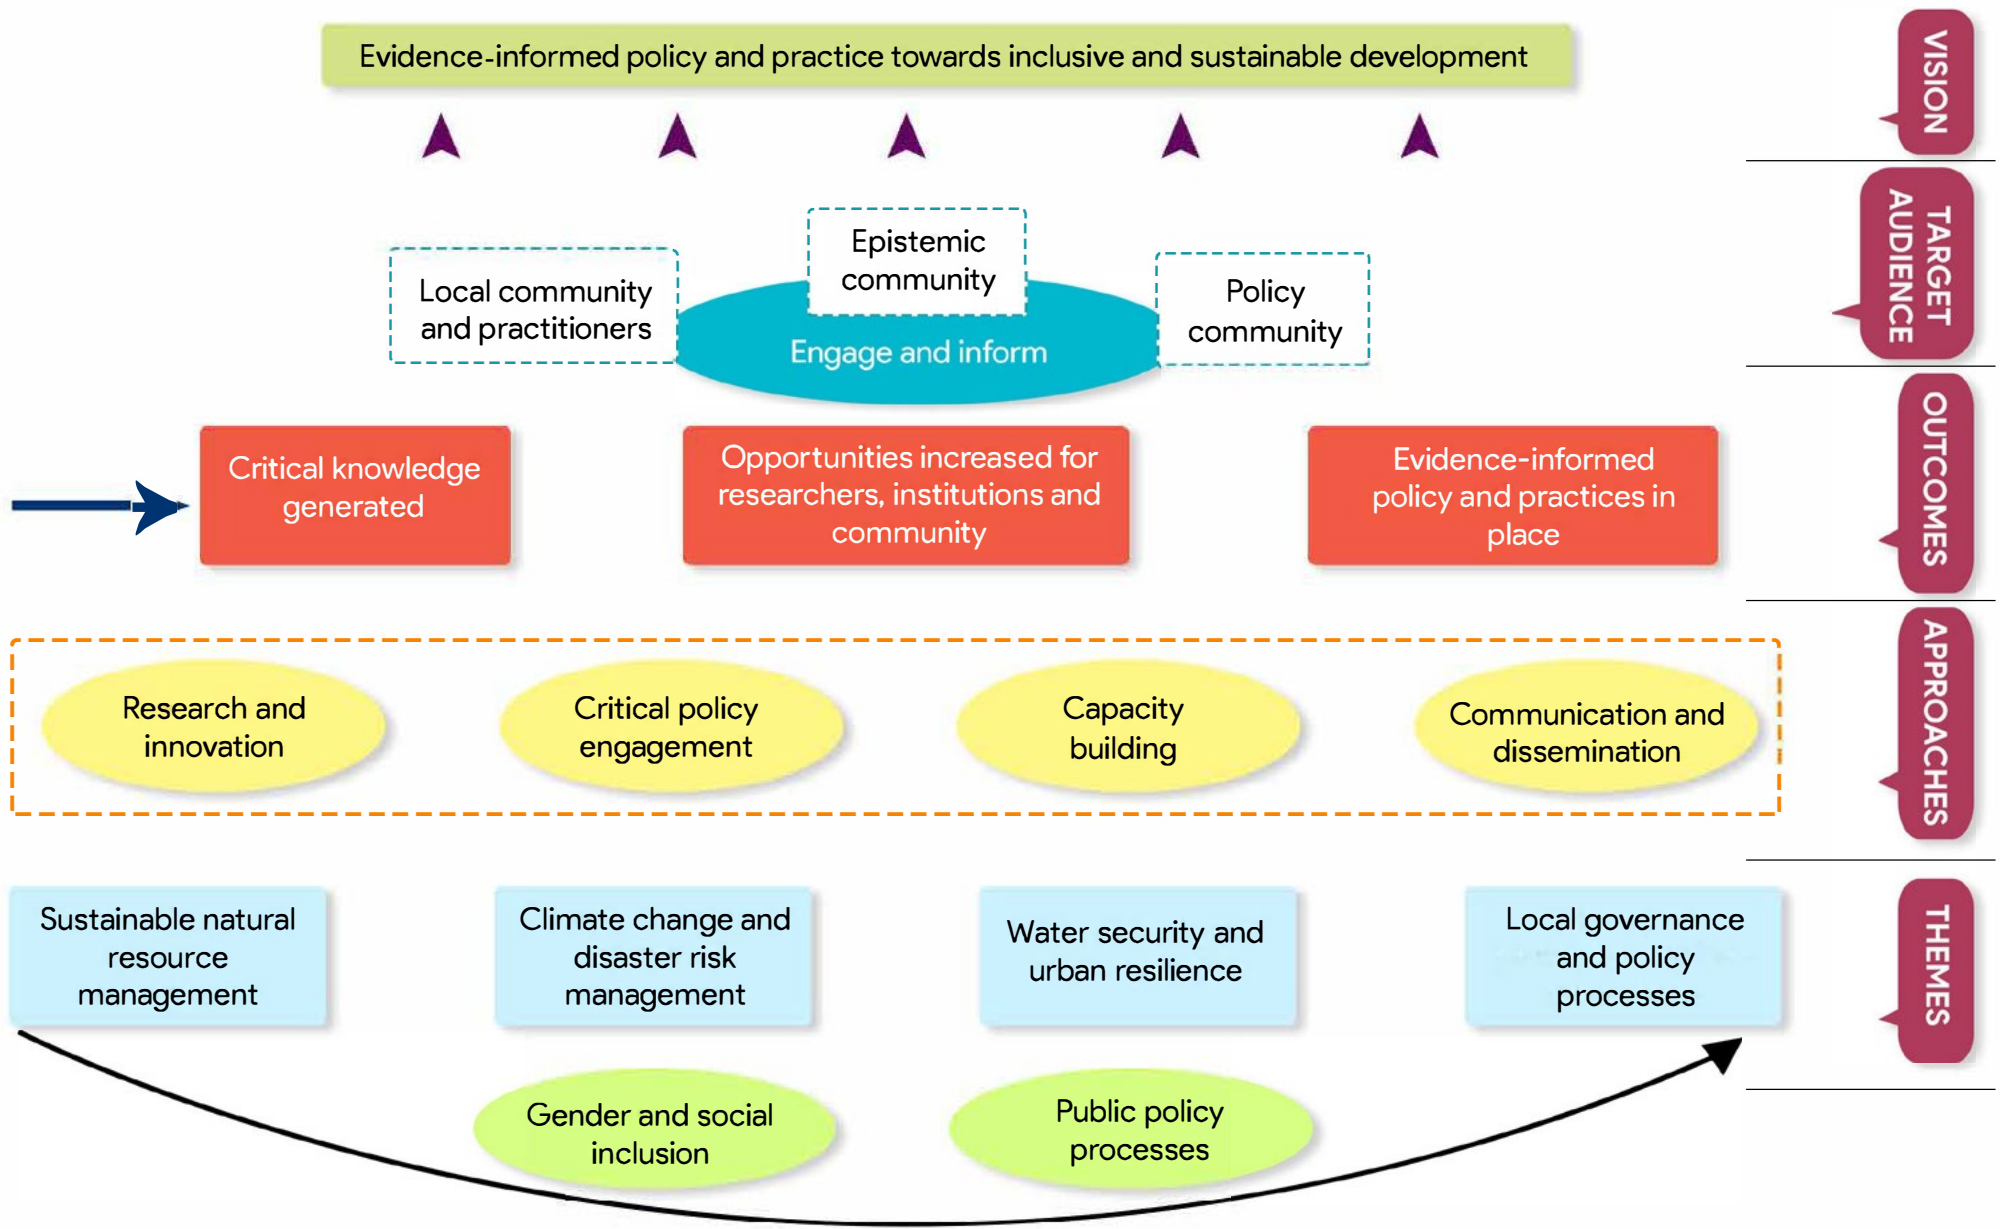 Evidence-informed policy and practice towards inclusive and sustainable development
VISION
Local community
and practitioners
Epistemic
community
Policy
community
Engage and inform
TARGET
AUDIENCE
Critical knowledge
generated
Opportunities increased for
researchers, institutions and
community
Evidence-informed
policy and practices in
place
OUTCOMES
Research and
innovation
Critical policy
engagement
Capacity
building
Communication and
dissemination
APPROACHES
Sustainable natural
resource
management
Climate change and
disaster risk
management
Water security and
urban resilience
Local governance
and policy
processes
THEMES
Gender and social
inclusion
Public policy
processes